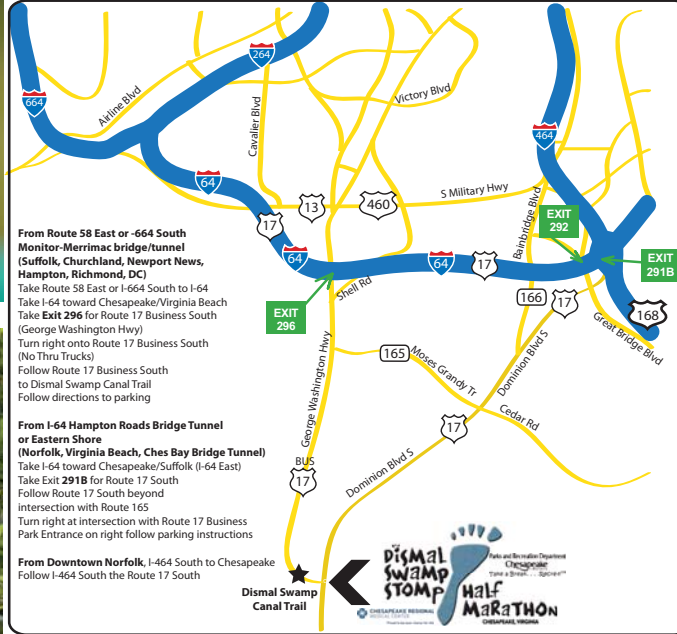 664
264
Airline Blvd
Cavalier Blvd
Victory Blvd
464
64
13
460
S Military Hwy
17
Bainbridge Blvd
EXIT
292
EXIT
291B
64
64
17
Shell Rd
EXIT
296
166
17
168
Great Bridge Blvd
George Washington Hwy
165
Moses Grandy Tr
Dominion Blvd S
Cedar Rd
17
Dominion Blvd S
BUS
17
From Route 58 East or -664 South
Monitor-Merrimac bridge/tunnel
(Suffolk, Churchland, Newport News,
Hampton, Richmond, DC)
Take Route 58 East or I-664 South to I-64
Take I-64 toward Chesapeake/Virginia Beach
Take Exit 296 for Route 17 Business South
(George Washington Hwy)
Turn right onto Route 17 Business South
(No Thru Trucks)
Follow Route 17 Business South
to Dismal Swamp Canal Trail
Follow directions to parking
From I-64 Hampton Roads Bridge Tunnel
or Eastern Shore
(Norfolk, Virginia Beach, Ches Bay Bridge Tunnel)
Take I-64 toward Chesapeake/Suffolk (I-64 East)
Take Exit 291B for Route 17 South
Follow Route 17 South beyond
intersection with Route 165
Turn right at intersection with Route 17 Business
Park Entrance on right follow parking instructions
From Downtown Norfolk, I-464 South to Chesapeake
Follow I-464 South the Route 17 South
Dismal Swamp
Canal Trail
DISMAL
SWAMP
STOMP
Parks and Recreation Department
Chesapeake
HALF
MARATHON
CHESAPEAKE, VIRGINIA
CHESAPEAKE REGIONAL
MEDICAL CENTER